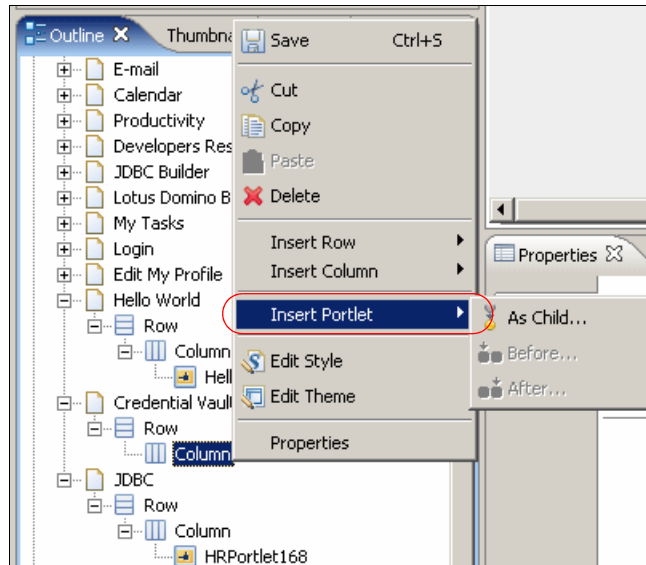 Outline
Thumbna
E-mail
Calendar
Productivity
Developers Res
JDBC Builder
Lotus Domino B
My Tasks
Login
Edit My Profile
Hello World
Row
Column
Hell
Credential Vaul
Row
Column
JDBC
Row
Column
HRPortlet168
Save Ctrl+S
Cut
Copy
Paste
Delete
Insert Row
Insert Column
Insert Portlet
Edit Style
Edit Theme
Properties
As Child...
Before...
After...
Properties